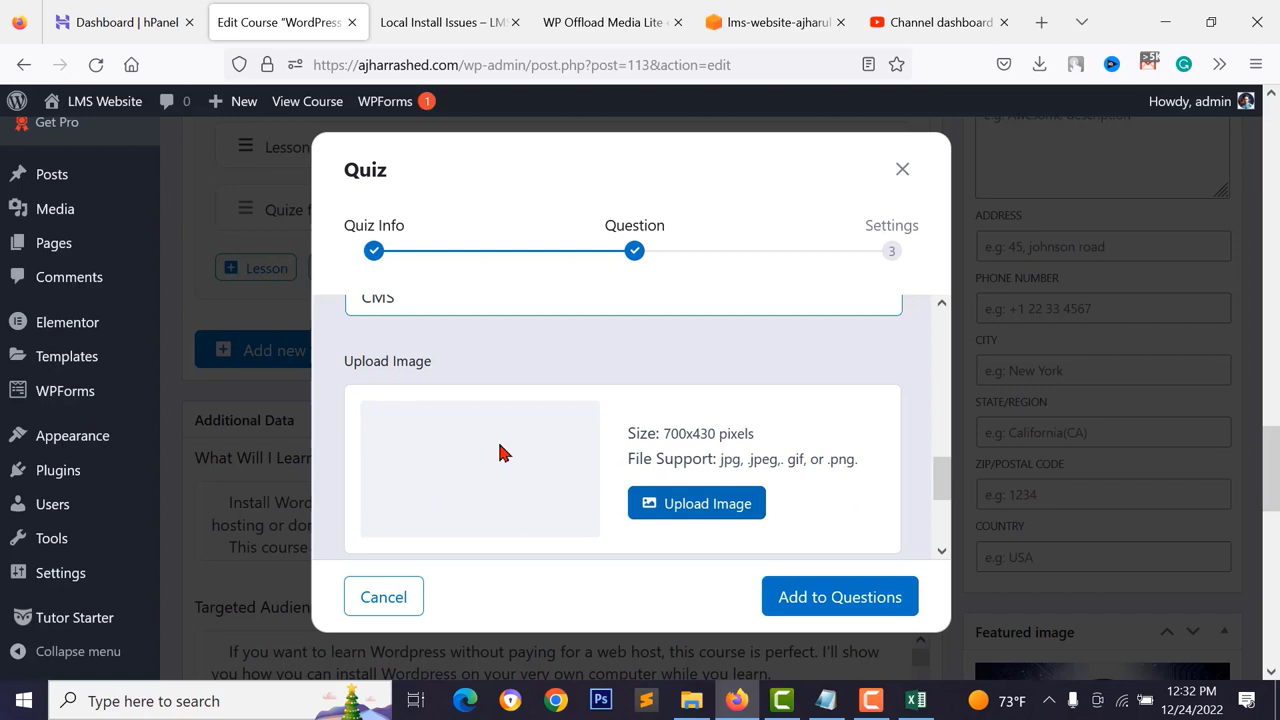 Dashboard | hPanel
Edit Course “WordPress
Local Install Issues – LMS
WP Offload Media Lite ‹
lms-website-ajharul
Channel dashboard
https://ajharrashed.com/wp-admin/post.php?post=113&action=edit
LMS Website
0
New
View Course
WPForms
1
Howdy, admin
Get Pro
Posts
Media
Pages
Comments
Elementor
Templates
WPForms
Appearance
Plugins
Users
Tools
Settings
Tutor Starter
Collapse menu
Lesson
Quize f
Lesson
Add new
Additional Data
What Will I Learn
Install Word
hosting or dom
This course
Targeted Audien
If you want to learn Wordpress without paying for a web host, this course is perfect. I'll show
you how you can install Wordpress on your very own computer while you learn.
Quiz
Quiz Info
Question
Settings
3
CMS
Upload Image
Size: 700x430 pixels
File Support: jpg, .jpeg,. gif, or .png.
Upload Image
Cancel
Add to Questions
e.g: Awesome description
ADDRESS
e.g: 45, johnson road
PHONE NUMBER
e.g: +1 22 33 4567
CITY
e.g: New York
STATE/REGION
e.g: California(CA)
ZIP/POSTAL CODE
e.g: 1234
COUNTRY
e.g: USA
Featured image
Type here to search
73°F
12:32 PM
12/24/2022